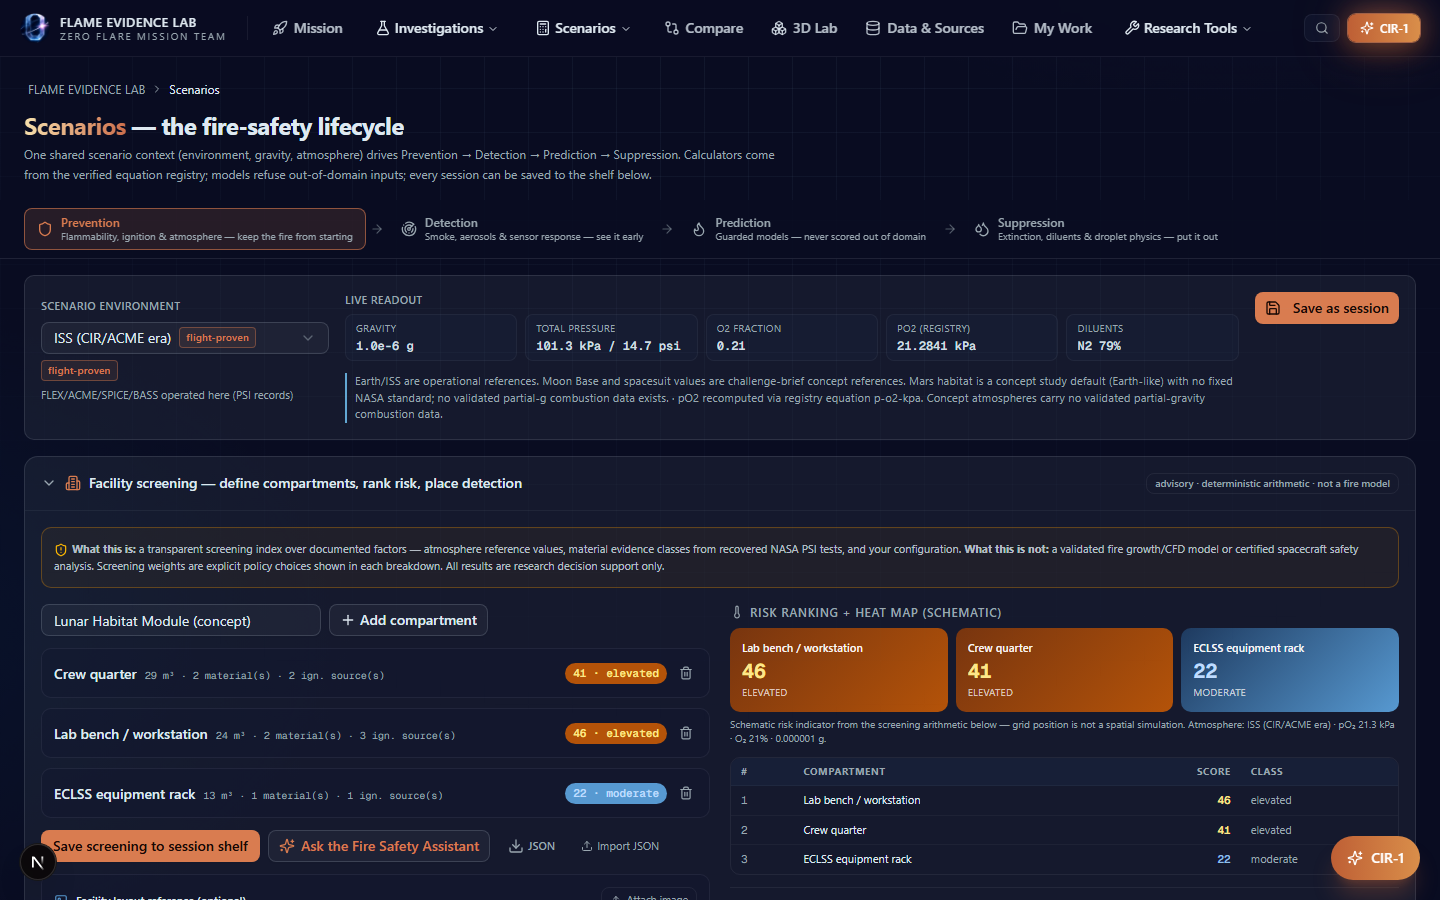 FLAME EVIDENCE LAB
ZERO FLARE MISSION TEAM
Mission
Investigations
Scenarios
Compare
3D Lab
Data & Sources
My Work
Research Tools
CIR-1
FLAME EVIDENCE LAB > Scenarios
Scenarios — the fire-safety lifecycle
One shared scenario context (environment, gravity, atmosphere) drives Prevention → Detection → Prediction → Suppression. Calculators come
from the verified equation registry; models refuse out-of-domain inputs; every session can be saved to the shelf below.
Prevention
Flammability, ignition & atmosphere — keep the fire from starting
Detection
Smoke, aerosols & sensor response — see it early
Prediction
Guarded models — never scored out of domain
Suppression
Extinction, diluents & droplet physics — put it out
SCENARIO ENVIRONMENT
ISS (CIR/ACME era) flight-proven
flight-proven
FLEX/ACME/SPICE/BASS operated here (PSI records)
LIVE READOUT
GRAVITY
1.0e-6 g
TOTAL PRESSURE
101.3 kPa / 14.7 psi
O2 FRACTION
0.21
PO2 (REGISTRY)
21.2841 kPa
DILUENTS
N2 79%
Earth/ISS are operational references. Moon Base and spacesuit values are challenge-brief concept references. Mars habitat is a concept study default (Earth-like) with no fixed
NASA standard; no validated partial-g combustion data exists. · pO2 recomputed via registry equation p-o2-kpa. Concept atmospheres carry no validated partial-gravity
combustion data.
Save as session
Facility screening — define compartments, rank risk, place detection
advisory · deterministic arithmetic · not a fire model
What this is: a transparent screening index over documented factors — atmosphere reference values, material evidence classes from recovered NASA PSI tests, and your configuration. What this is not: a validated fire growth/CFD model or certified spacecraft safety
analysis. Screening weights are explicit policy choices shown in each breakdown. All results are research decision support only.
Lunar Habitat Module (concept)
+ Add compartment
Crew quarter 29 m³ · 2 material(s) · 2 ign. source(s)
41 · elevated
Lab bench / workstation 24 m³ · 2 material(s) · 3 ign. source(s)
46 · elevated
ECLSS equipment rack 13 m³ · 1 material(s) · 1 ign. source(s)
22 · moderate
Save screening to session shelf
Ask the Fire Safety Assistant
JSON
Import JSON
N
Facility layout reference (optional)
Attach image
RISK RANKING + HEAT MAP (SCHEMATIC)
Lab bench / workstation
46
ELEVATED
Crew quarter
41
ELEVATED
ECLSS equipment rack
22
MODERATE
Schematic risk indicator from the screening arithmetic below — grid position is not a spatial simulation. Atmosphere: ISS (CIR/ACME era) · pO₂ 21.3 kPa
· O₂ 21% · 0.000001 g.
# COMPARTMENT SCORE CLASS
1 Lab bench / workstation 46 elevated
2 Crew quarter 41 elevated
3 ECLSS equipment rack 22 moderate
CIR-1